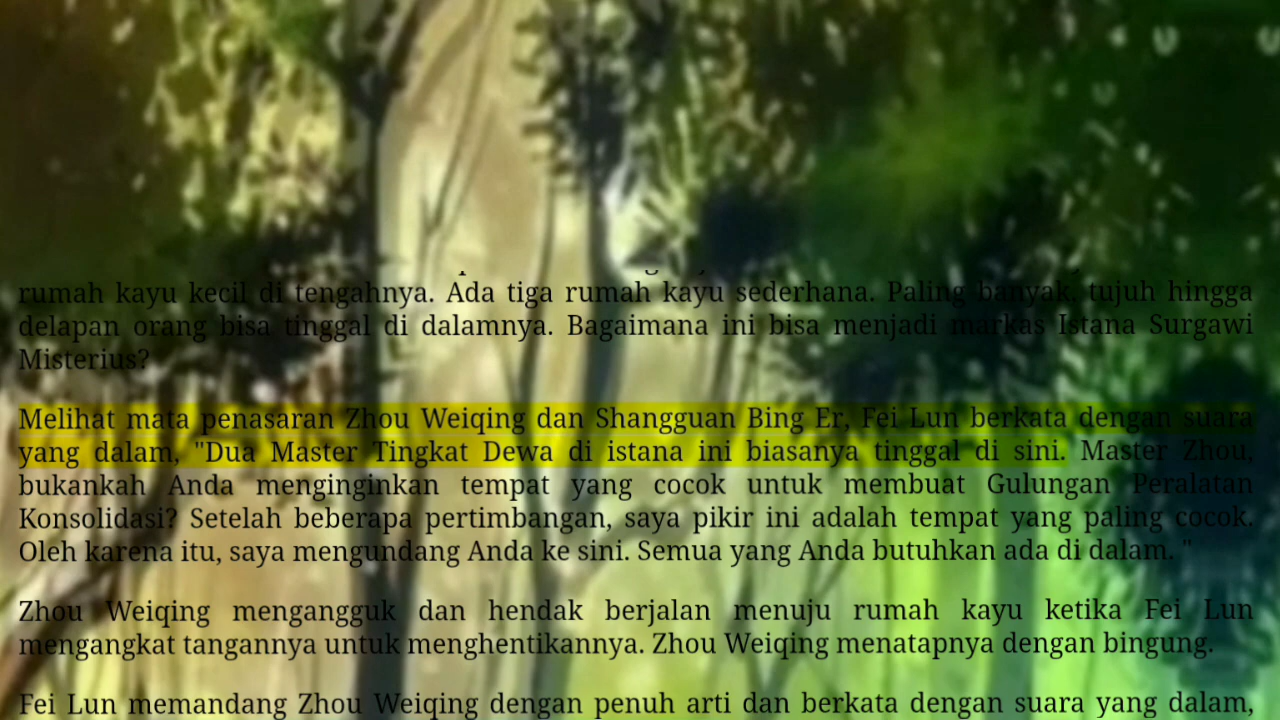 rumah kayu kecil di tengahnya. Ada tiga rumah kayu sederhana. Paling banyak, tujuh hingga
delapan orang bisa tinggal di dalamnya. Bagaimana ini bisa menjadi markas Istana Surgawi
Misterius?
Melihat mata penasaran Zhou Weiqing dan Shangguan Bing Er, Fei Lun berkata dengan suara
yang dalam, "Dua Master Tingkat Dewa di istana ini biasanya tinggal di sini. Master Zhou,
bukankah Anda menginginkan tempat yang cocok untuk membuat Gulungan Peralatan
Konsolidasi? Setelah beberapa pertimbangan, saya pikir ini adalah tempat yang paling cocok.
Oleh karena itu, saya mengundang Anda ke sini. Semua yang Anda butuhkan ada di dalam. "
Zhou Weiqing mengangguk dan hendak berjalan menuju rumah kayu ketika Fei Lun
mengangkat tangannya untuk menghentikannya. Zhou Weiqing menatapnya dengan bingung.
Fei Lun memandang Zhou Weiqing dengan penuh arti dan berkata dengan suara yang dalam,